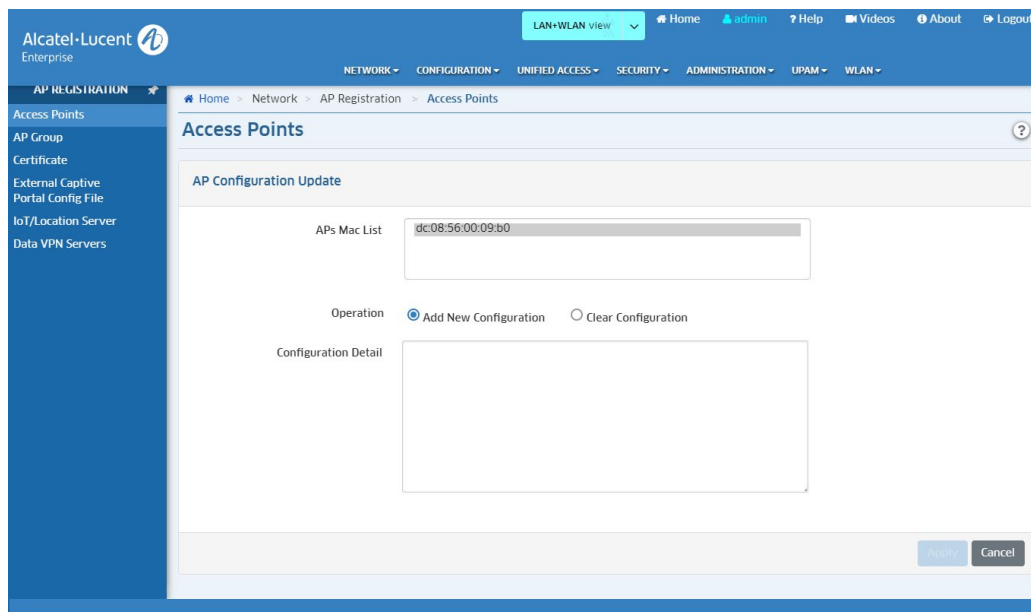 LAN+WLAN view
Home
admin
? Help
Videos
About
Logout
Alcatel·Lucent
Enterprise
NETWORK
CONFIGURATION
UNIFIED ACCESS
SECURITY
ADMINISTRATION
UPAM
WLAN
AP REGISTRATION
Home > Network > AP Registration > Access Points
Access Points
AP Group
Certificate
External Captive
Portal Config File
IoT/Location Server
Data VPN Servers
Access Points
?
AP Configuration Update
APs Mac List
dc:08:56:00:09:b0
Operation
Add New Configuration
Clear Configuration
Configuration Detail
Apply
Cancel